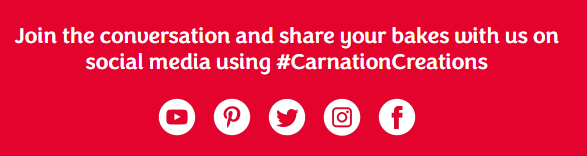 Join the conversation and share your bakes with us on
social media using #CarnationCreations